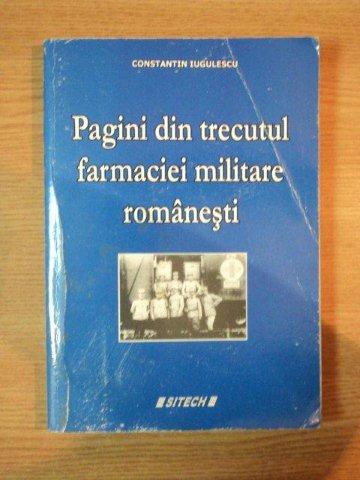 CONSTANTIN IUGULESCU
Pagini din trecutul
farmaciei militare
românești
SITECH